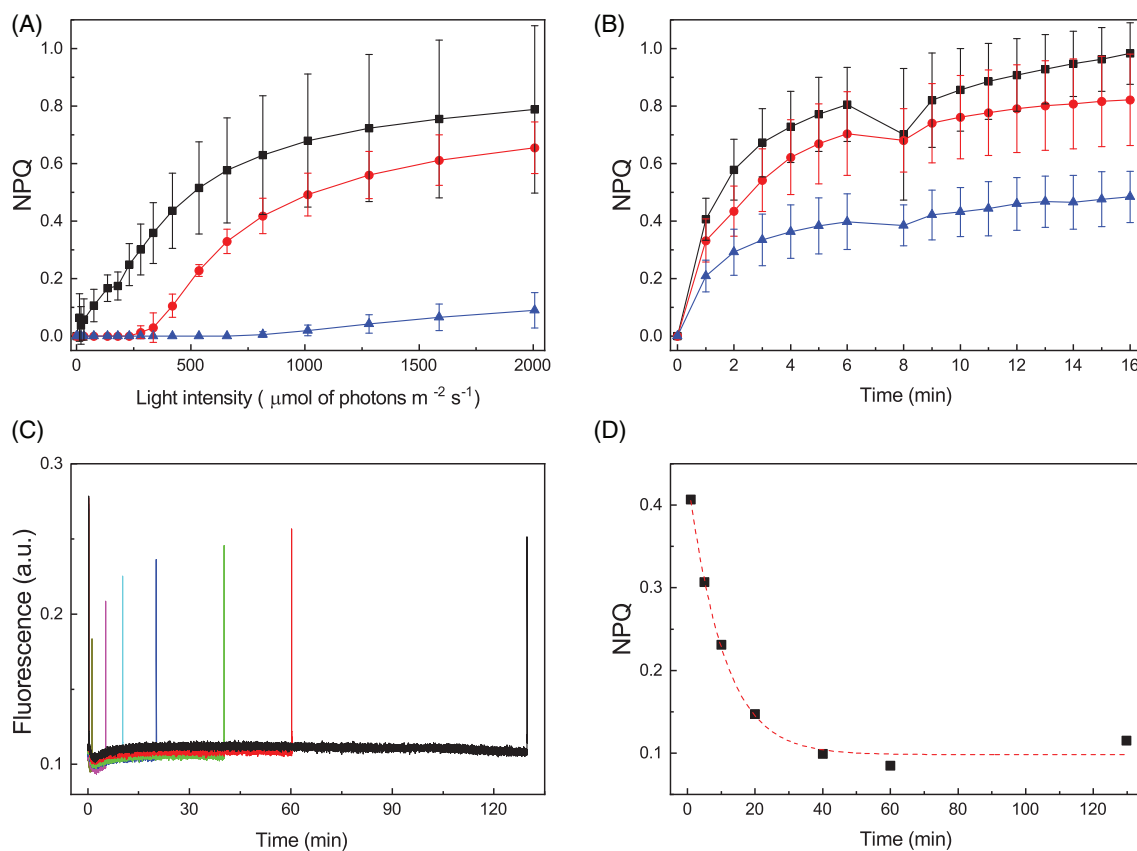 (A)
1.0
0.8
0.6
0.4
0.2
0.0
NPQ
0 500 1000 1500 2000
Light intensity ( μmol of photons m -2 s-1)
(B)
1.0
0.8
0.6
0.4
0.2
0.0
NPQ
0 2 4 6 8 10 12 14 16
Time (min)
(C)
0.3
0.2
0.1
Fluorescence (a.u.)
0 30 60 90 120
Time (min)
(D)
0.4
0.3
0.2
0.1
0.0
NPQ
0 20 40 60 80 100 120
Time (min)